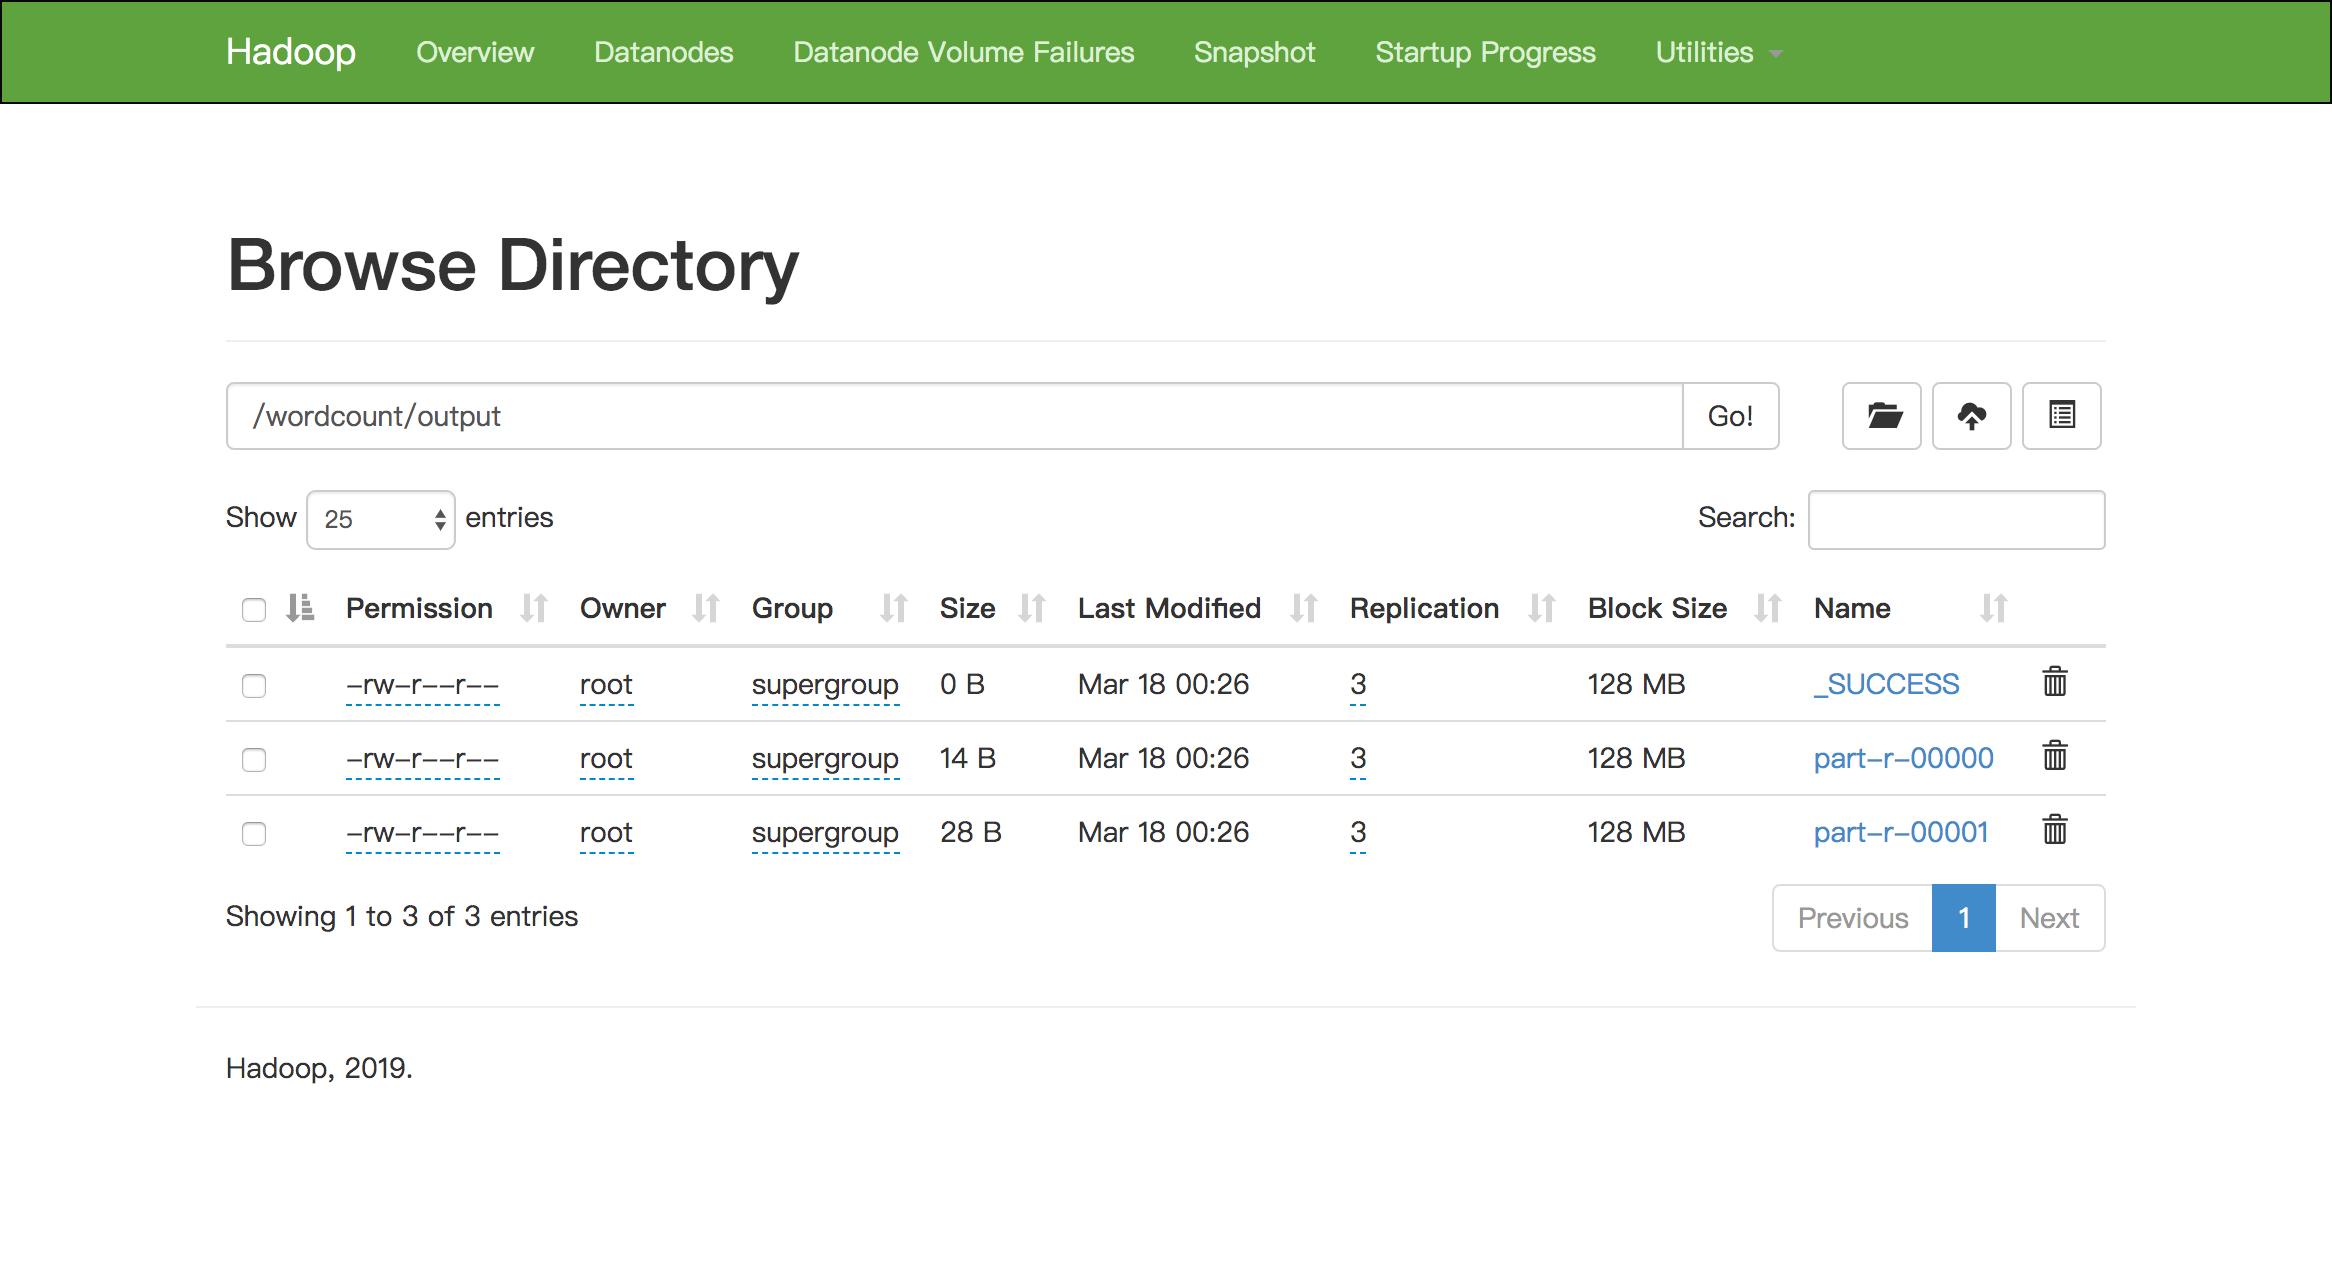 Hadoop Overview Datanodes Datanode Volume Failures Snapshot Startup Progress Utilities
Browse Directory
/wordcount/output Go!
Show 25 entries Search:
Permission Owner Group Size Last Modified Replication Block Size Name
-rw-r--r-- root supergroup 0 B Mar 18 00:26 3 128 MB _SUCCESS
-rw-r--r-- root supergroup 14 B Mar 18 00:26 3 128 MB part-r-00000
-rw-r--r-- root supergroup 28 B Mar 18 00:26 3 128 MB part-r-00001
Showing 1 to 3 of 3 entries Previous 1 Next
Hadoop, 2019.